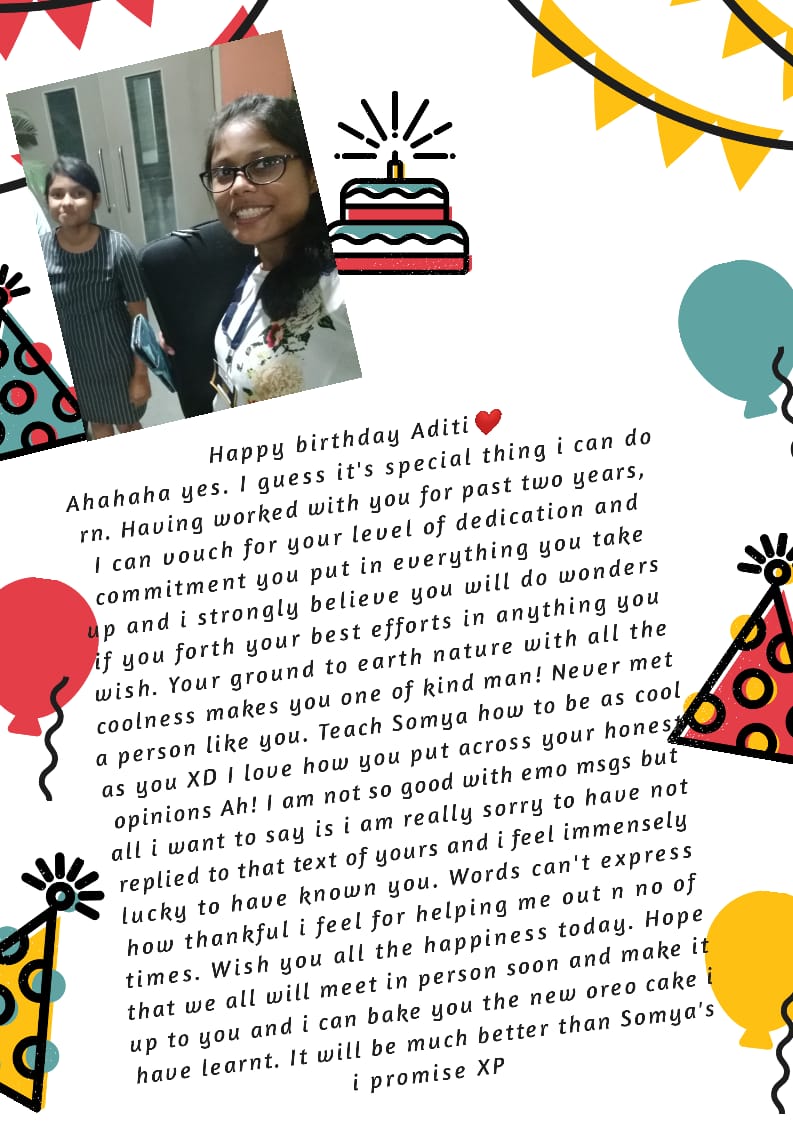 Happy birthday Aditi❤️
Ahahaha yes. I guess it's special thing i can do
rn. Having worked with you for past two years,
I can vouch for your level of dedication and
commitment you put in everything you take
up and i strongly believe you will do wonders
if you forth your best efforts in anything you
wish. Your ground to earth nature with all the
coolness makes you one of kind man! Never met
a person like you. Teach Somya how to be as cool
as you XD I love how you put across your honest
opinions Ah! I am not so good with emo msgs but
all i want to say is i am really sorry to have not
replied to that text of yours and i feel immensely
lucky to have known you. Words can't express
how thankful i feel for helping me out n no of
times. Wish you all the happiness today. Hope
that we all will meet in person soon and make it
up to you and i can bake you the new oreo cake i
have learnt. It will be much better than Somya's
i promise XP